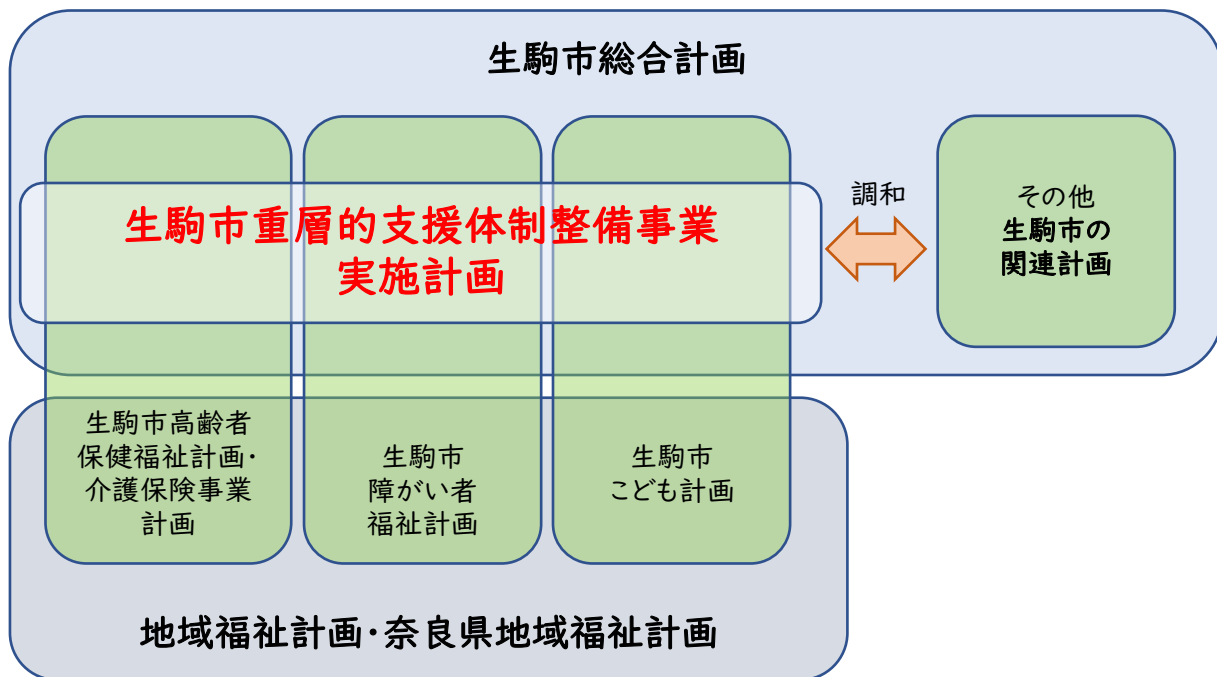 生駒市総合計画
生駒市重層的支援体制整備事業
実施計画
調和
その他
生駒市の
関連計画
生駒市高齢者
保健福祉計画・
介護保険事業
計画
生駒市
障がい者
福祉計画
生駒市
こども計画
地域福祉計画・奈良県地域福祉計画